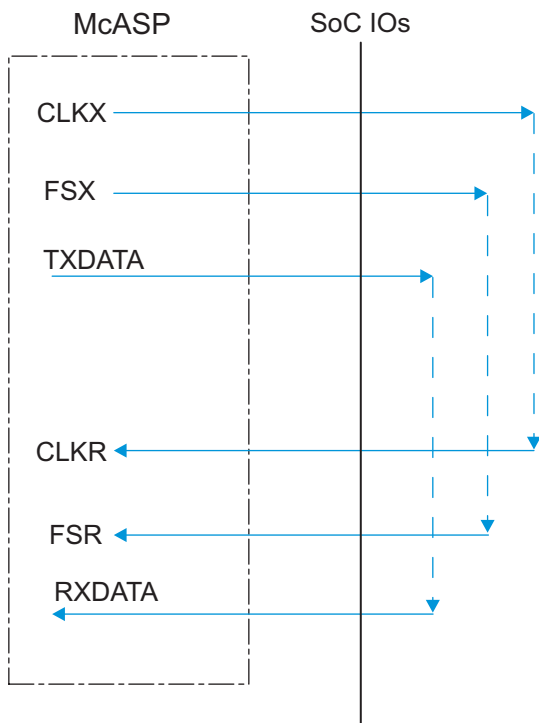 McASP
SoC IOs
CLKX
FSX
TXDATA
CLKR
FSR
RXDATA